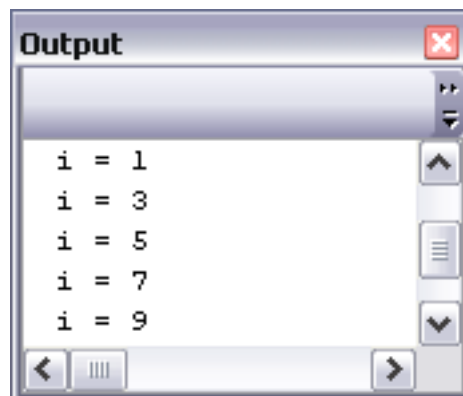 Output
i = 1
i = 3
i = 5
i = 7
i = 9